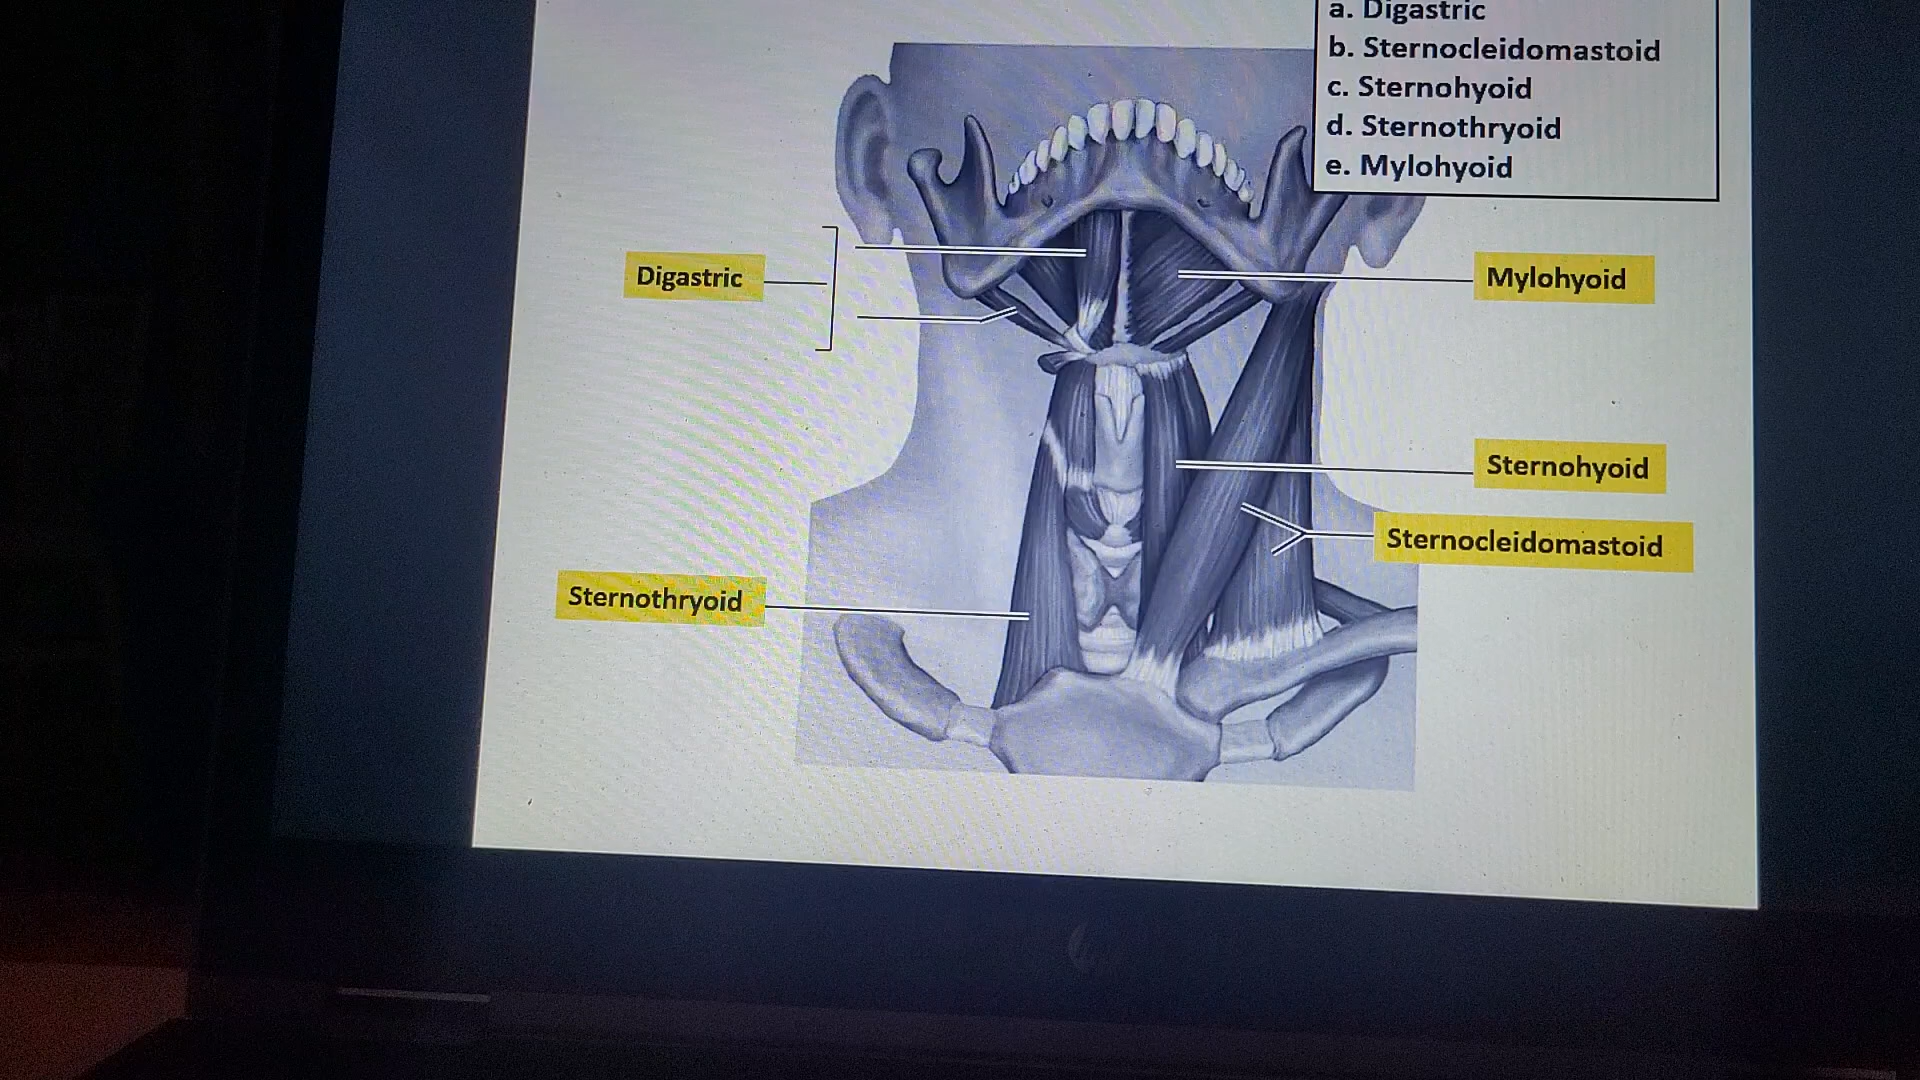 a. Digastric
b. Sternocleidomastoid
c. Sternohyoid
d. Sternothryoid
e. Mylohyoid
Digastric
Mylohyoid
Sternohyoid
Sternocleidomastoid
Sternothryoid